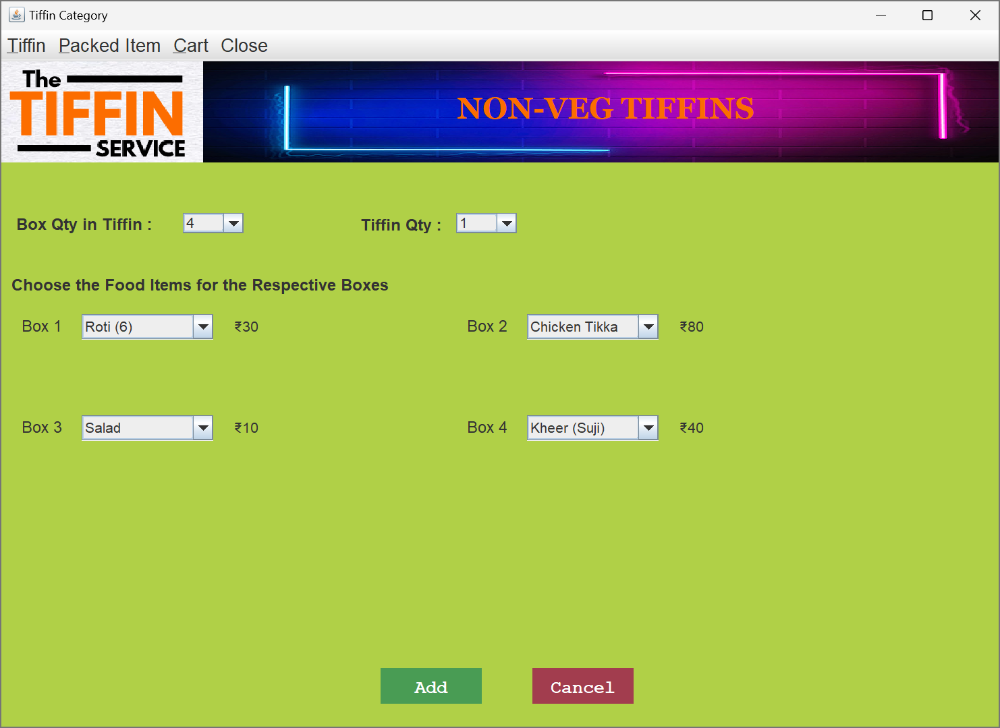 Tiffin Category
Tiffin Packed Item Cart Close
The
TIFFIN
SERVICE
NON-VEG TIFFINS
Box Qty in Tiffin : 4 Tiffin Qty : 1
Choose the Food Items for the Respective Boxes
Box 1 Roti (6) ₹30 Box 2 Chicken Tikka ₹80
Box 3 Salad ₹10 Box 4 Kheer (Suji) ₹40
Add Cancel